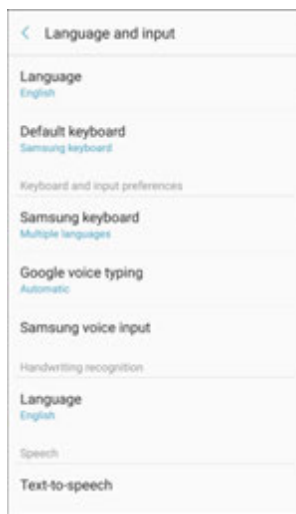 Language and input
Language
English
Default keyboard
Samsung keyboard
Keyboard and input preferences
Samsung keyboard
Multiple languages
Google voice typing
Automatic
Samsung voice input
Handwriting recognition
Language
English
Speech
Text-to-speech